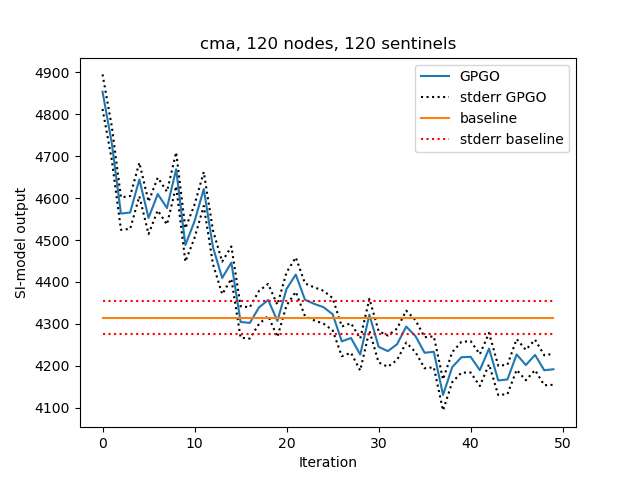 cma, 120 nodes, 120 sentinels
GPGO
stderr GPGO
baseline
stderr baseline
SI-model output
4900
4800
4700
4600
4500
4400
4300
4200
4100
0 10 20 30 40 50
Iteration